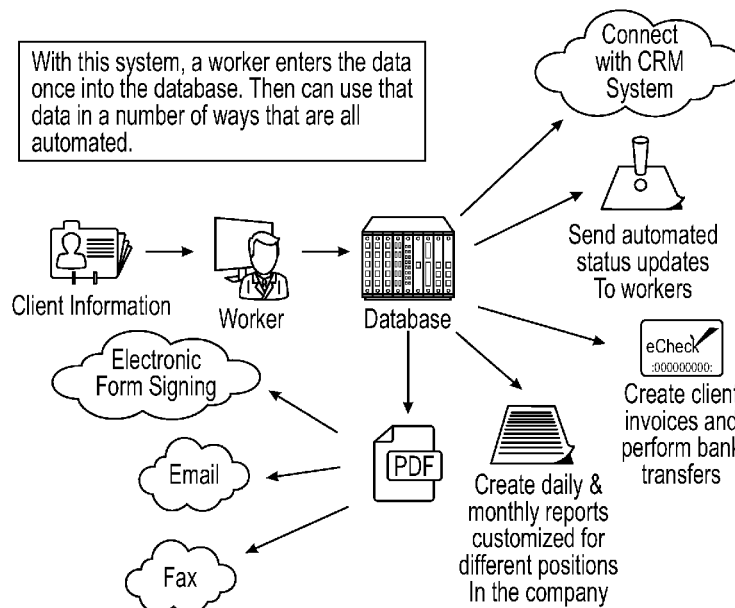 With this system, a worker enters the data
once into the database. Then can use that
data in a number of ways that are all
automated.
Connect
with CRM
System
Send automated
status updates
To workers
Client Information
Worker
Database
eCheck
:000000000:
Create client
invoices and
perform bank
transfers
Electronic
Form Signing
Email
Fax
PDF
Create daily &
monthly reports
customized for
different positions
In the company